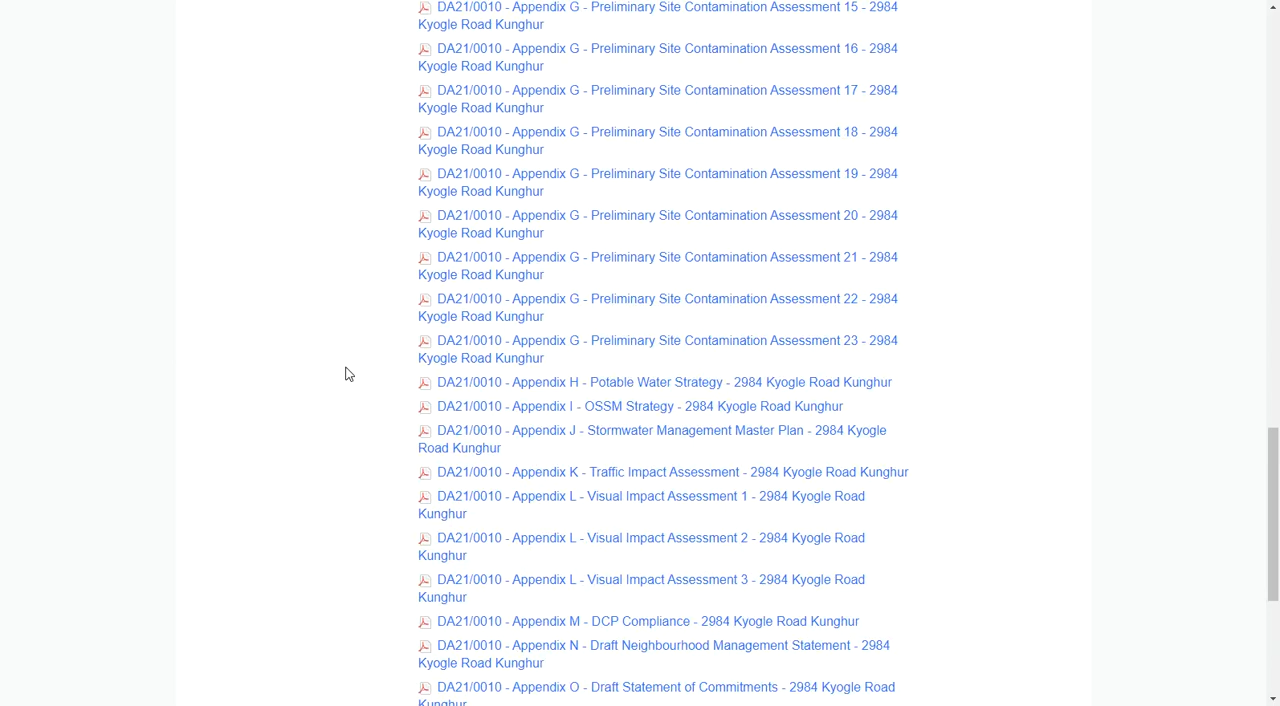 DA21/0010 - Appendix G - Preliminary Site Contamination Assessment 15 - 2984
Kyogle Road Kunghur
DA21/0010 - Appendix G - Preliminary Site Contamination Assessment 16 - 2984
Kyogle Road Kunghur
DA21/0010 - Appendix G - Preliminary Site Contamination Assessment 17 - 2984
Kyogle Road Kunghur
DA21/0010 - Appendix G - Preliminary Site Contamination Assessment 18 - 2984
Kyogle Road Kunghur
DA21/0010 - Appendix G - Preliminary Site Contamination Assessment 19 - 2984
Kyogle Road Kunghur
DA21/0010 - Appendix G - Preliminary Site Contamination Assessment 20 - 2984
Kyogle Road Kunghur
DA21/0010 - Appendix G - Preliminary Site Contamination Assessment 21 - 2984
Kyogle Road Kunghur
DA21/0010 - Appendix G - Preliminary Site Contamination Assessment 22 - 2984
Kyogle Road Kunghur
DA21/0010 - Appendix G - Preliminary Site Contamination Assessment 23 - 2984
Kyogle Road Kunghur
DA21/0010 - Appendix H - Potable Water Strategy - 2984 Kyogle Road Kunghur
DA21/0010 - Appendix I - OSSM Strategy - 2984 Kyogle Road Kunghur
DA21/0010 - Appendix J - Stormwater Management Master Plan - 2984 Kyogle
Road Kunghur
DA21/0010 - Appendix K - Traffic Impact Assessment - 2984 Kyogle Road Kunghur
DA21/0010 - Appendix L - Visual Impact Assessment 1 - 2984 Kyogle Road
Kunghur
DA21/0010 - Appendix L - Visual Impact Assessment 2 - 2984 Kyogle Road
Kunghur
DA21/0010 - Appendix L - Visual Impact Assessment 3 - 2984 Kyogle Road
Kunghur
DA21/0010 - Appendix M - DCP Compliance - 2984 Kyogle Road Kunghur
DA21/0010 - Appendix N - Draft Neighbourhood Management Statement - 2984
Kyogle Road Kunghur
DA21/0010 - Appendix O - Draft Statement of Commitments - 2984 Kyogle Road
Kunghur